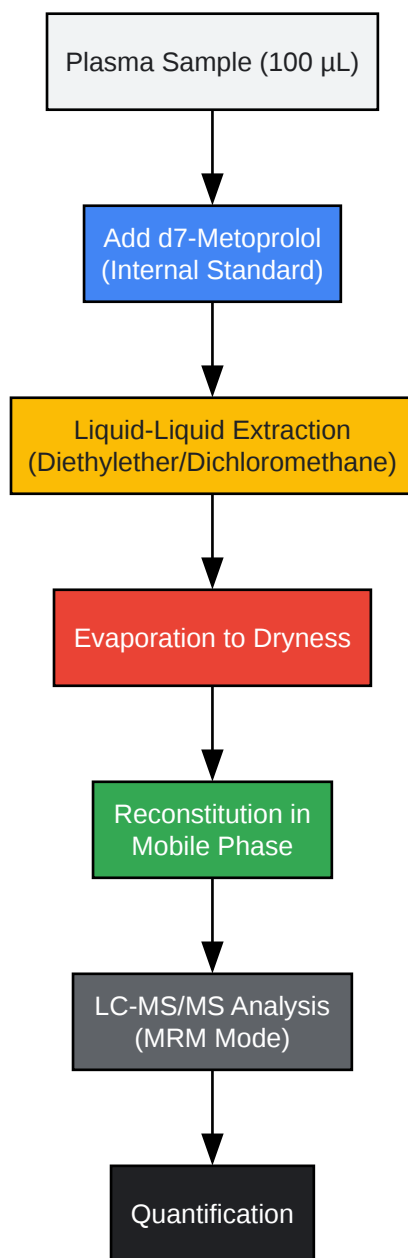 Plasma Sample (100 µL)
Add d7-Metoprolol
(Internal Standard)
Liquid-Liquid Extraction
(Diethylether/Dichloromethane)
Evaporation to Dryness
Reconstitution in
Mobile Phase
LC-MS/MS Analysis
(MRM Mode)
Quantification